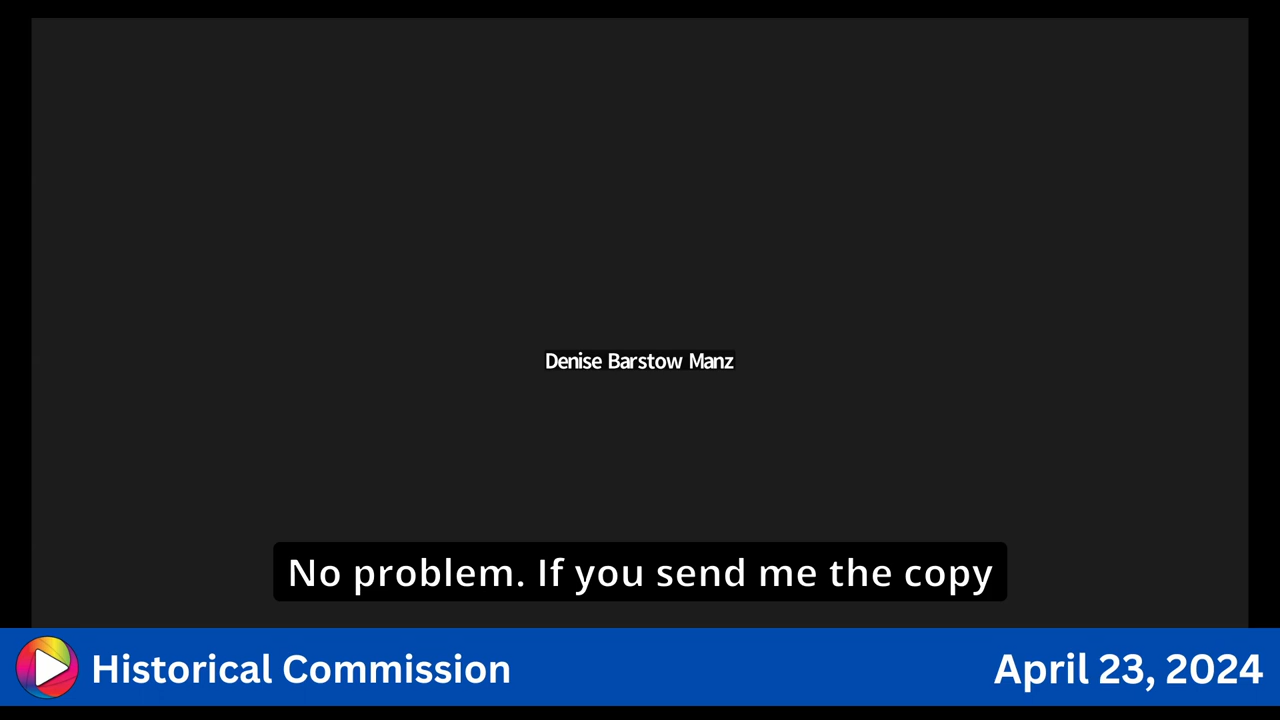 Denise Barstow Manz
No problem. If you send me the copy
Historical Commission
April 23, 2024